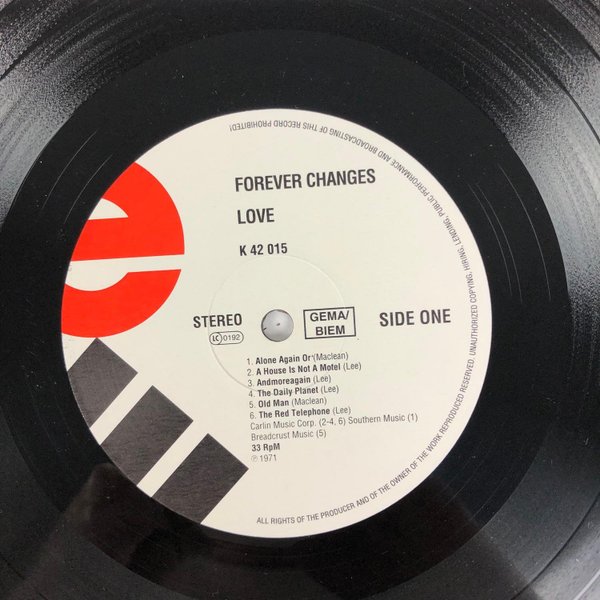 FOREVER CHANGES
LOVE
K 42 015
STEREO
LC 0192
GEMA/
BIEM
SIDE ONE
1. Alone Again Or (Maclean)
2. A House Is Not A Motel (Lee)
3. Andmoreagain (Lee)
4. The Daily Planet (Lee)
5. Old Man (Maclean)
6. The Red Telephone (Lee)
Carlin Music Corp. (2-4, 6) Southern Music (1)
Breadcrust Music (5)
33 RpM
℗ 1971
ALL RIGHTS OF THE PRODUCER AND OF THE OWNER OF THE WORK REPRODUCED RESERVED. UNAUTHORIZED COPYING, HIRING, LENDING, PUBLIC PERFORMANCE AND BROADCASTING OF THIS RECORD PROHIBITED!